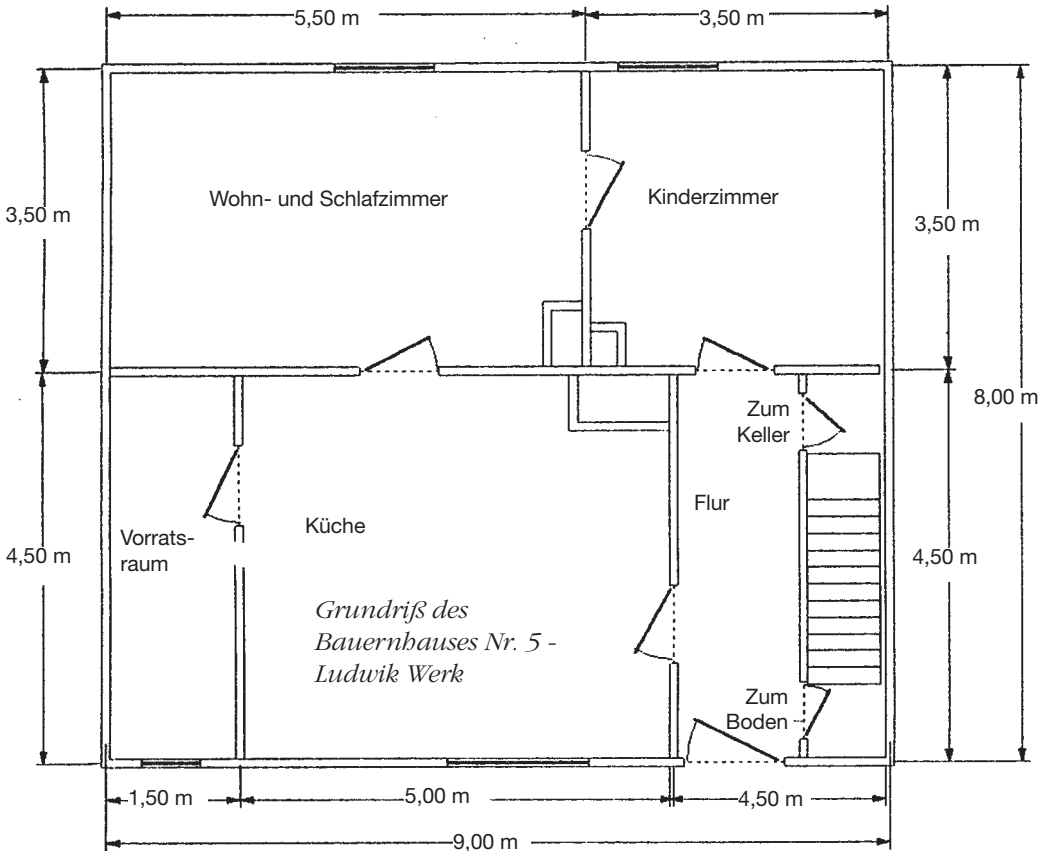 5,50 m
3,50 m
Wohn- und Schlafzimmer
Kinderzimmer
3,50 m
3,50 m
8,00 m
Zum
Keller
Flur
Küche
Vorrats-
raum
4,50 m
4,50 m
Grundriß des
Bauernhauses Nr. 5 -
Ludwik Werk
Zum
Boden
1,50 m
5,00 m
4,50 m
9,00 m